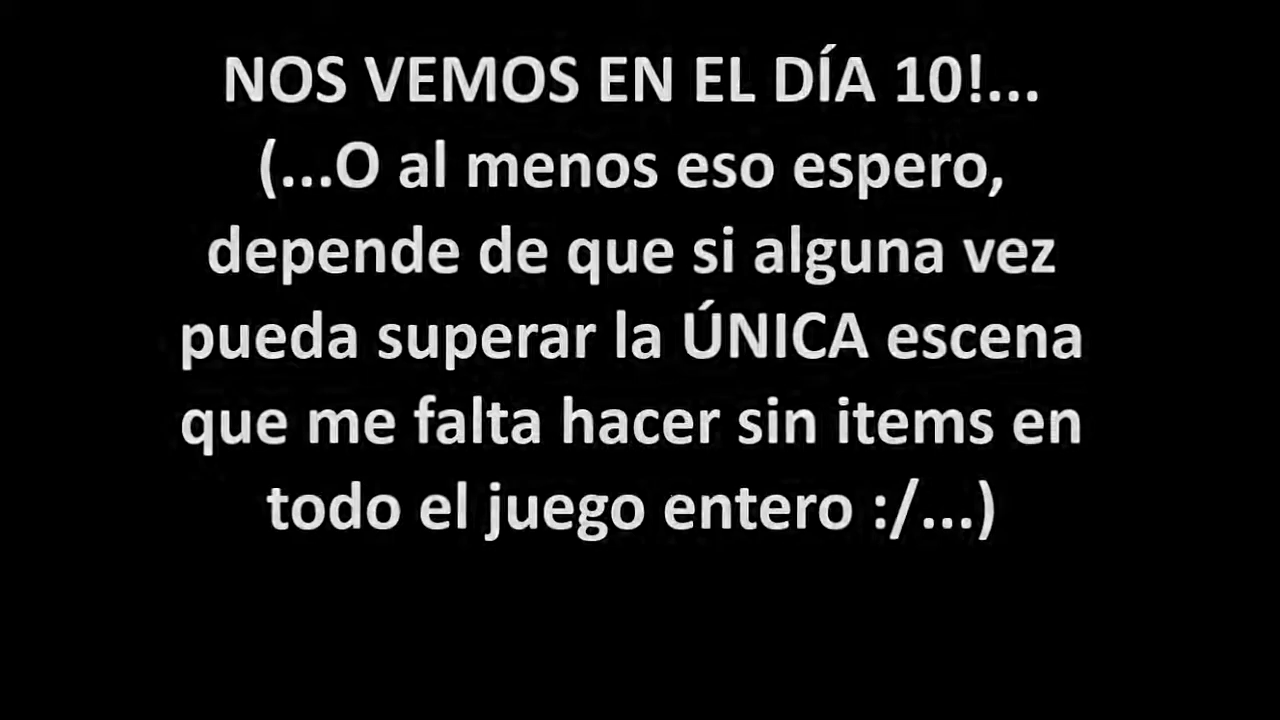 NOS VEMOS EN EL DÍA 10!...
(...O al menos eso espero,
depende de que si alguna vez
pueda superar la ÚNICA escena
que me falta hacer sin items en
todo el juego entero :/...)